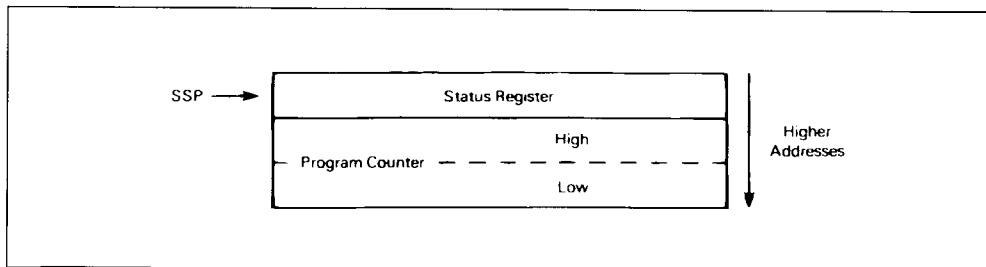 SSP
Status Register
High
Program Counter
Low
Higher
Addresses